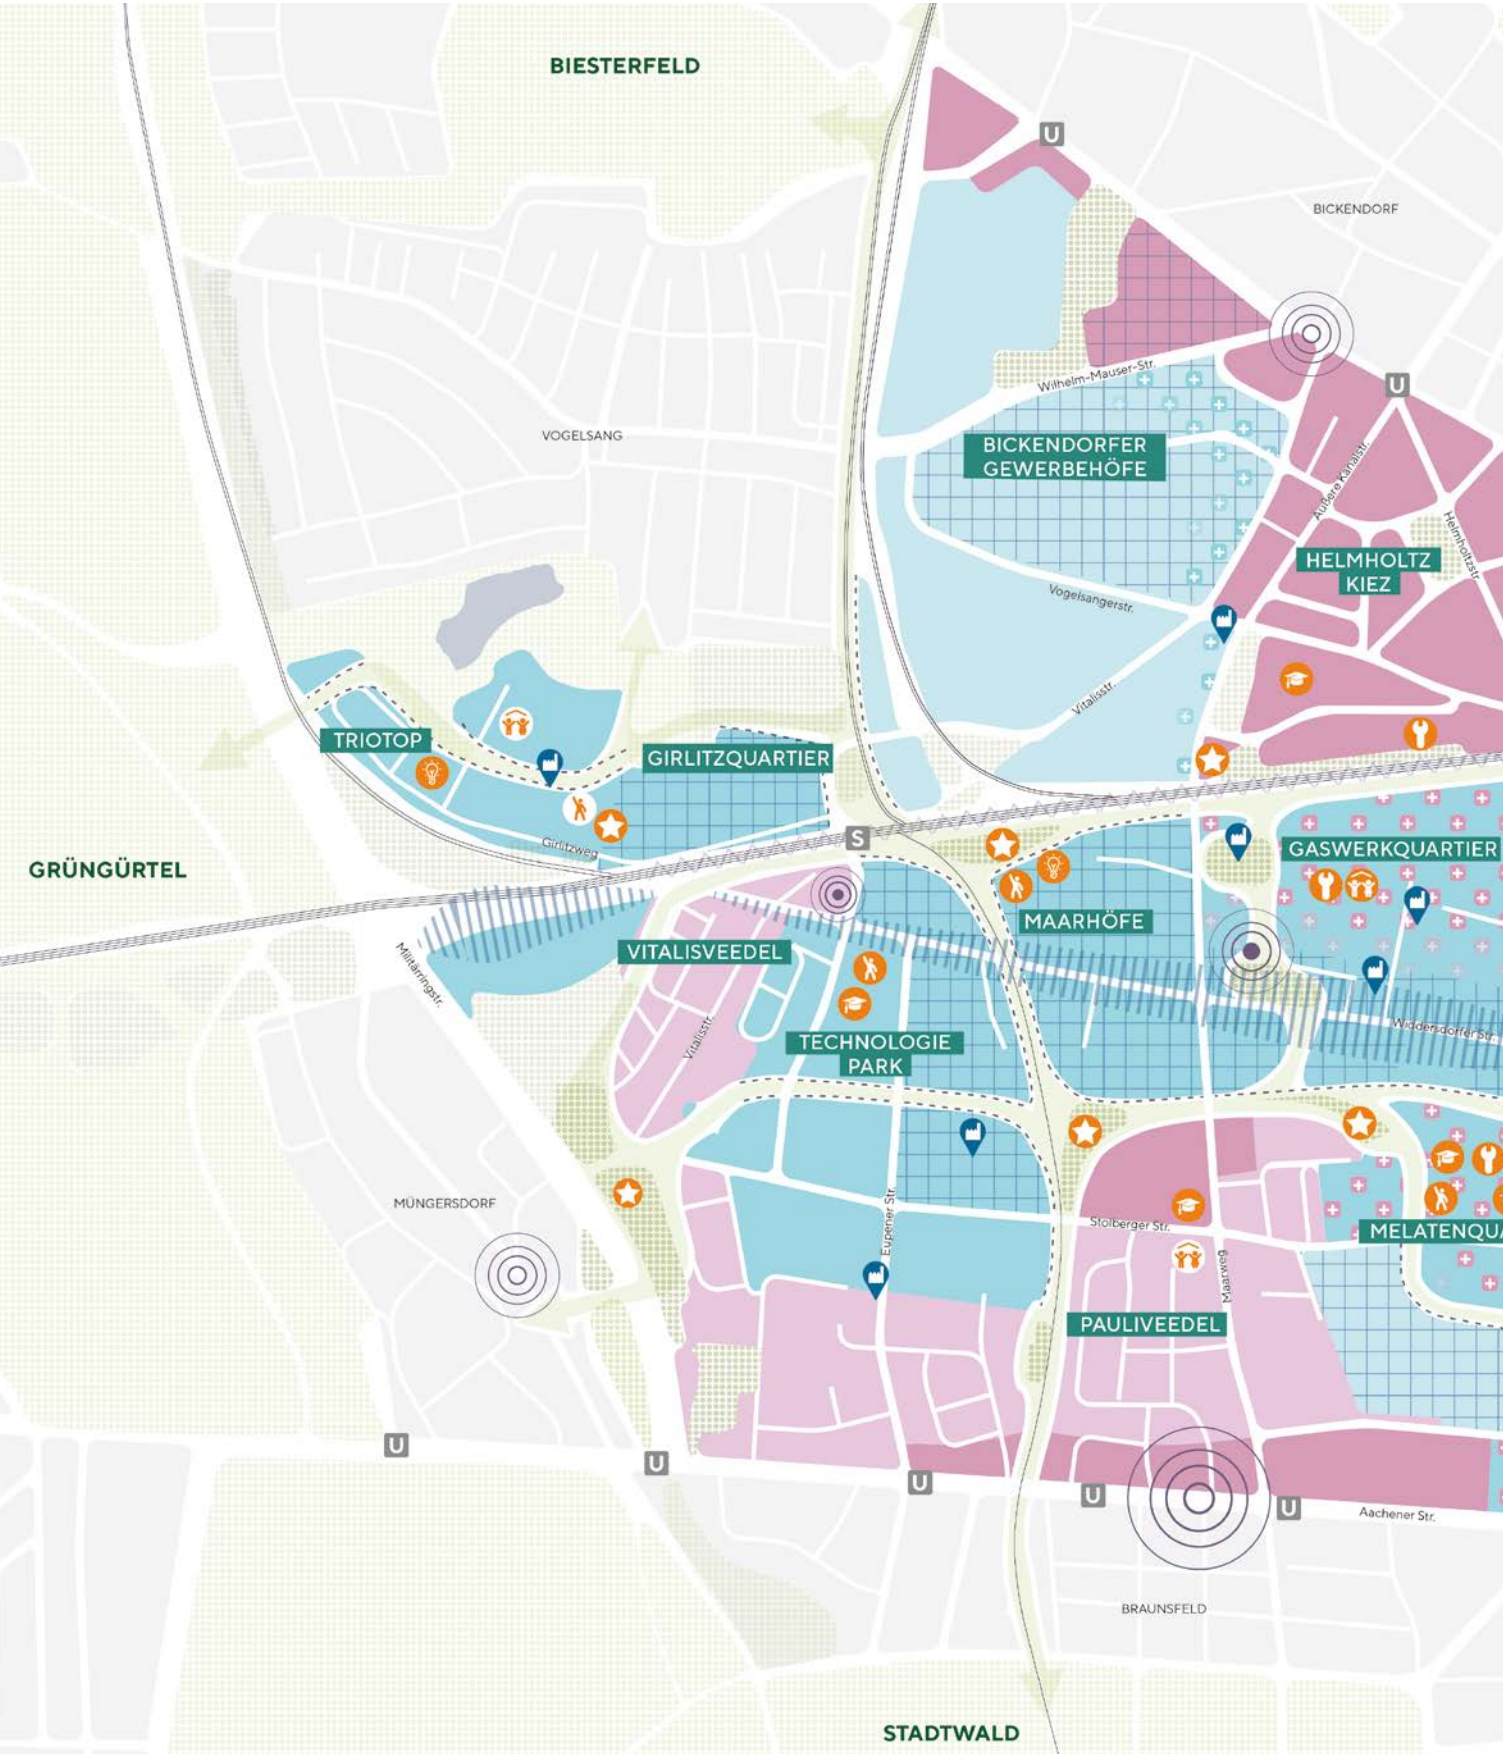 BIESTERFELD
U
BICKENDORF
Wilhelm-Mauser-Str.
U
VOGELSANG
BICKENDORFER
GEWERBEHÖFE
Äußere Kanalstr.
Helmholtzstr
HELMHOLTZ
KIEZ
Vogelsangerstr.
Vitalisstr.
TRIOTOP
GIRLITZQUARTIER
S
Girlitzweg
GASWERKQUARTIER
GRÜNGÜRTEL
MAARHÖFE
VITALISVEEDEL
Militärringstr.
Vitalisstr.
TECHNOLOGIE
PARK
Widdersdorfer Str.
MÜNGERSDORF
Eupener Str.
Stolberger Str.
MELATENQUA
Maarweg
PAULIVEEDEL
U
U
U
U
U
Aachener Str.
BRAUNSFELD
STADTWALD